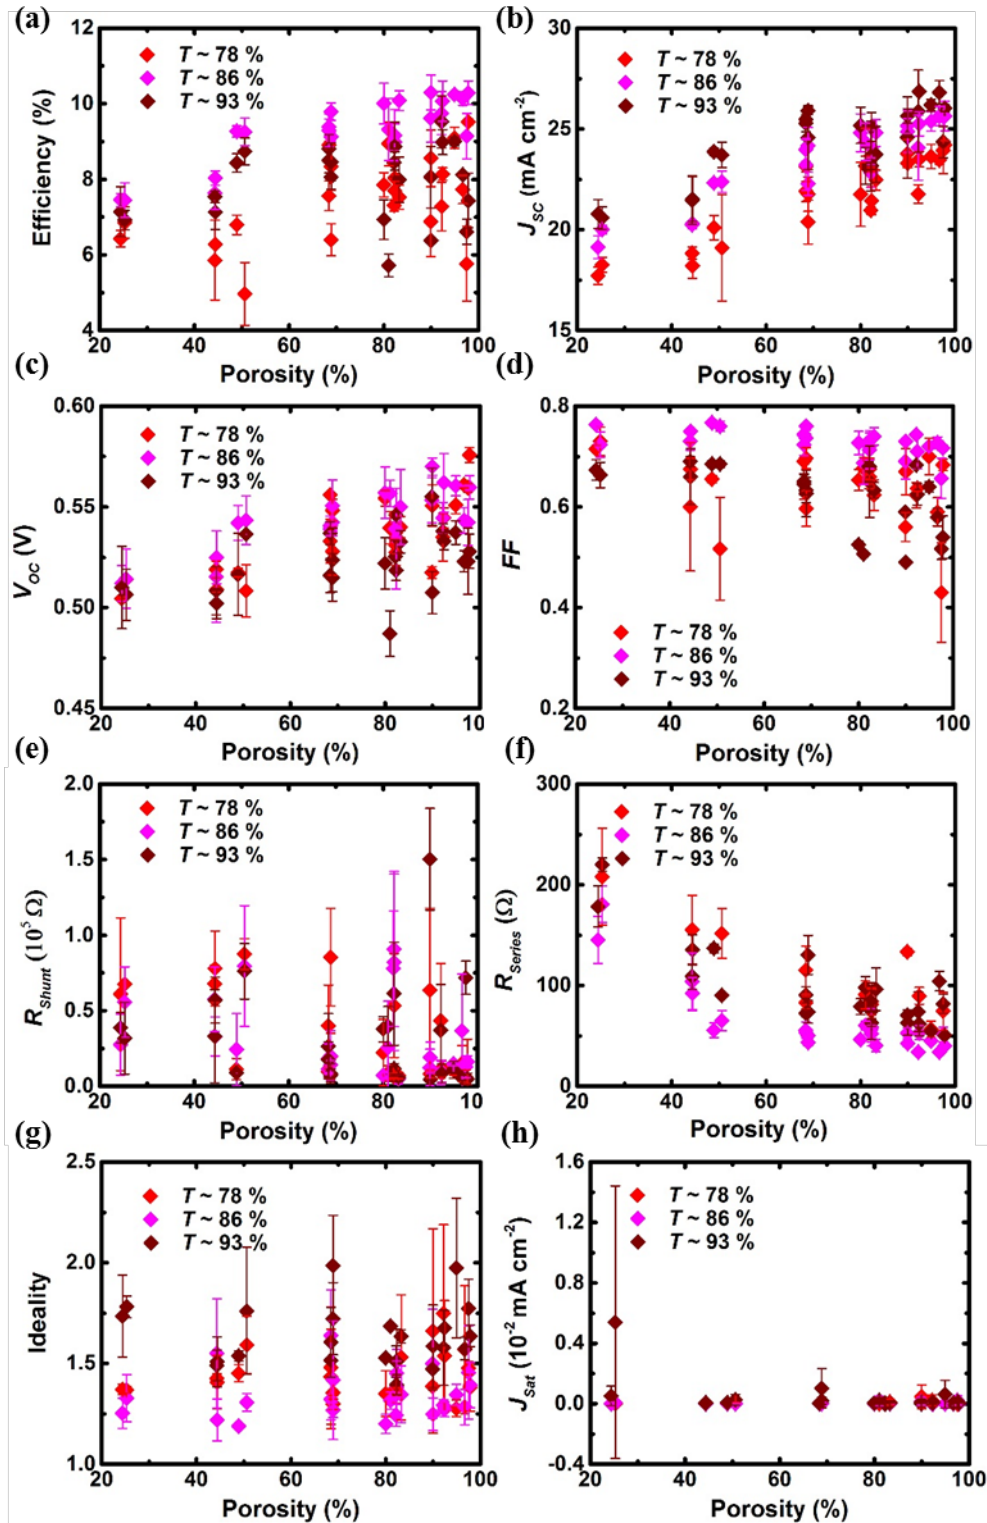 (a)
12
10
8
6
4
Efficiency (%)
T ~ 78 %
T ~ 86 %
T ~ 93 %
20
40
60
80
100
Porosity (%)
(b)
30
25
20
15
JSC (mA cm-2)
T ~ 78 %
T ~ 86 %
T ~ 93 %
20
40
60
80
100
Porosity (%)
(c)
0.60
0.55
0.50
0.45
VOC (V)
T ~ 78 %
T ~ 86 %
T ~ 93 %
20
40
60
80
100
Porosity (%)
(d)
0.8
0.6
0.4
0.2
FF
T ~ 78 %
T ~ 86 %
T ~ 93 %
20
40
60
80
100
Porosity (%)
(e)
2.0
1.5
1.0
0.5
0.0
RShunt (10^5 Ω)
T ~ 78 %
T ~ 86 %
T ~ 93 %
20
40
60
80
100
Porosity (%)
(f)
300
200
100
0
RSeries (Ω)
T ~ 78 %
T ~ 86 %
T ~ 93 %
20
40
60
80
100
Porosity (%)
(g)
2.5
2.0
1.5
1.0
Ideality
T ~ 78 %
T ~ 86 %
T ~ 93 %
20
40
60
80
100
Porosity (%)
(h)
1.6
1.2
0.8
0.4
0.0
-0.4
JSat (10^-2 mA cm-2)
T ~ 78 %
T ~ 86 %
T ~ 93 %
20
40
60
80
100
Porosity (%)